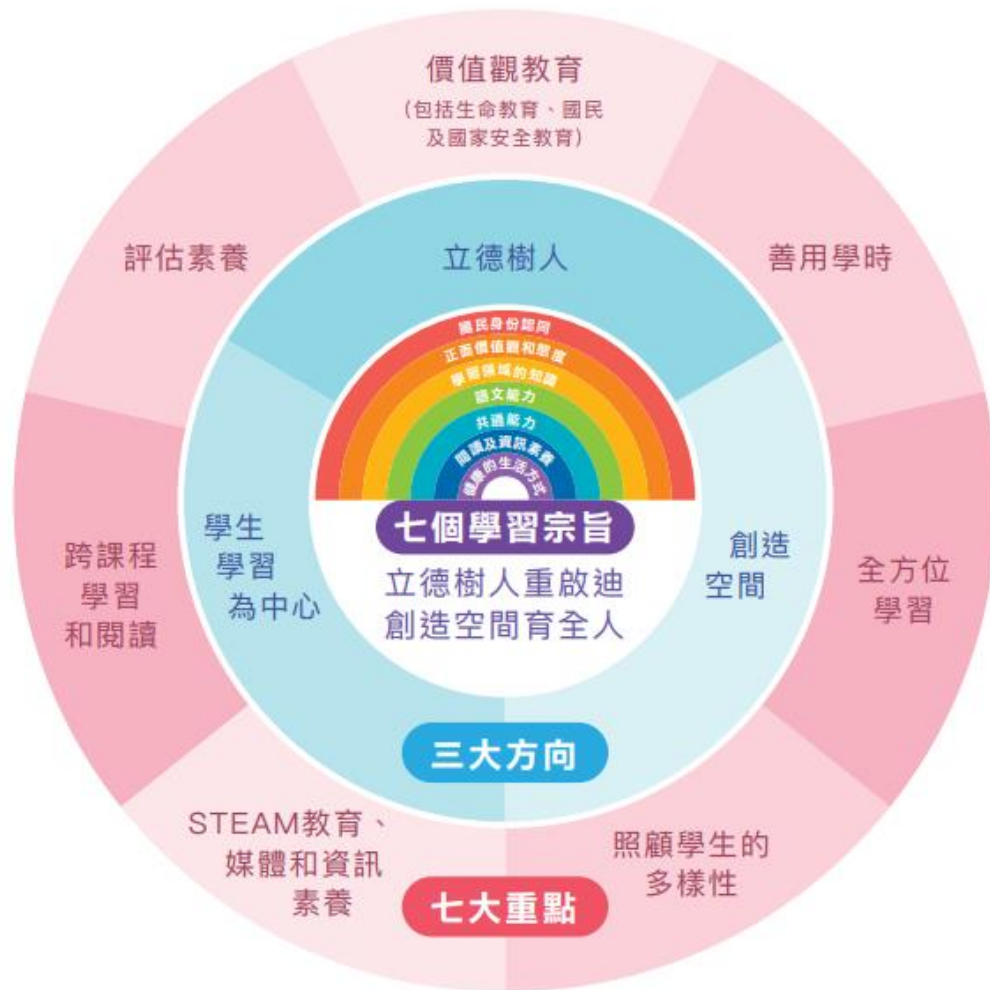 價值觀教育
(包括生命教育、國民
及國家安全教育)
評估素養
立德樹人
善用學時
國民身份認同
正面價值觀和態度
學習領域的知識
語文能力
共通能力
閱讀及資訊素養
健康的生活方式
七個學習宗旨
立德樹人重啟迪
創造空間育全人
學生
學習
為中心
創造
空間
跨課程
學習
和閱讀
全方位
學習
三大方向
STEAM教育、
媒體和資訊
素養
照顧學生的
多樣性
七大重點